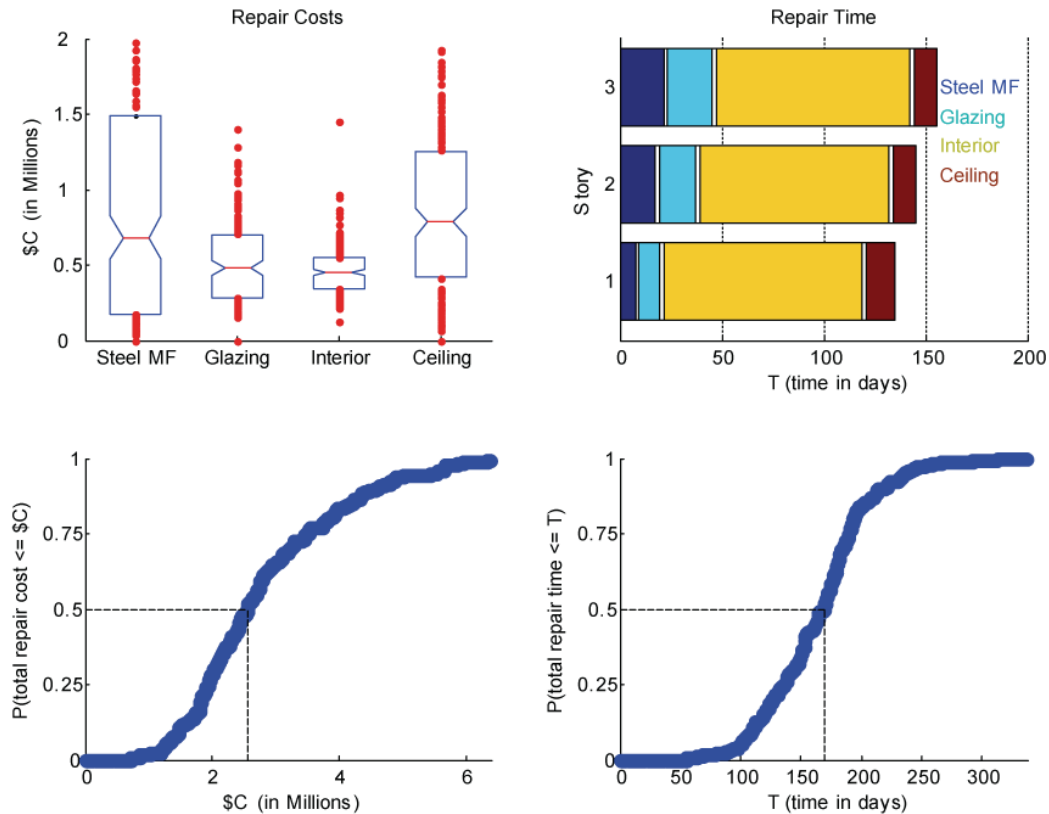 Repair Costs
2
1.5
1
0.5
0
$C (in Millions)
Steel MF
Glazing
Interior
Ceiling
Repair Time
3
2
1
Story
Steel MF
Glazing
Interior
Ceiling
0
50
100
150
200
T (time in days)
1
0.75
0.5
0.25
0
P(total repair cost <= $C)
0
2
4
6
$C (in Millions)
1
0.75
0.5
0.25
0
P(total repair time <= T)
0
50
100
150
200
250
300
T (time in days)